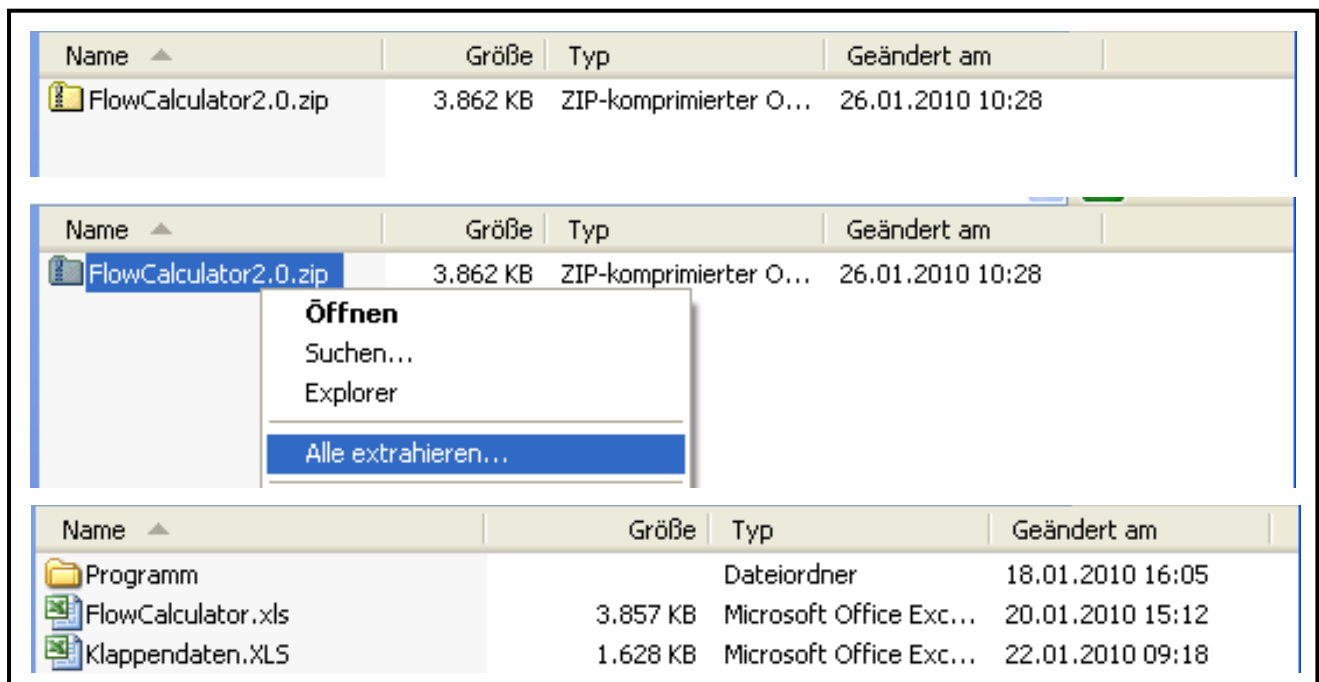 Name Größe Typ Geändert am
FlowCalculator2.0.zip 3.862 KB ZIP-komprimierter O... 26.01.2010 10:28
Name Größe Typ Geändert am
FlowCalculator2.0.zip 3.862 KB ZIP-komprimierter O... 26.01.2010 10:28
Öffnen
Suchen...
Explorer
Alle extrahieren...
Name Größe Typ Geändert am
Programm Dateiordner 18.01.2010 16:05
FlowCalculator.xls 3.857 KB Microsoft Office Exc... 20.01.2010 15:12
Klappendaten.XLS 1.628 KB Microsoft Office Exc... 22.01.2010 09:18